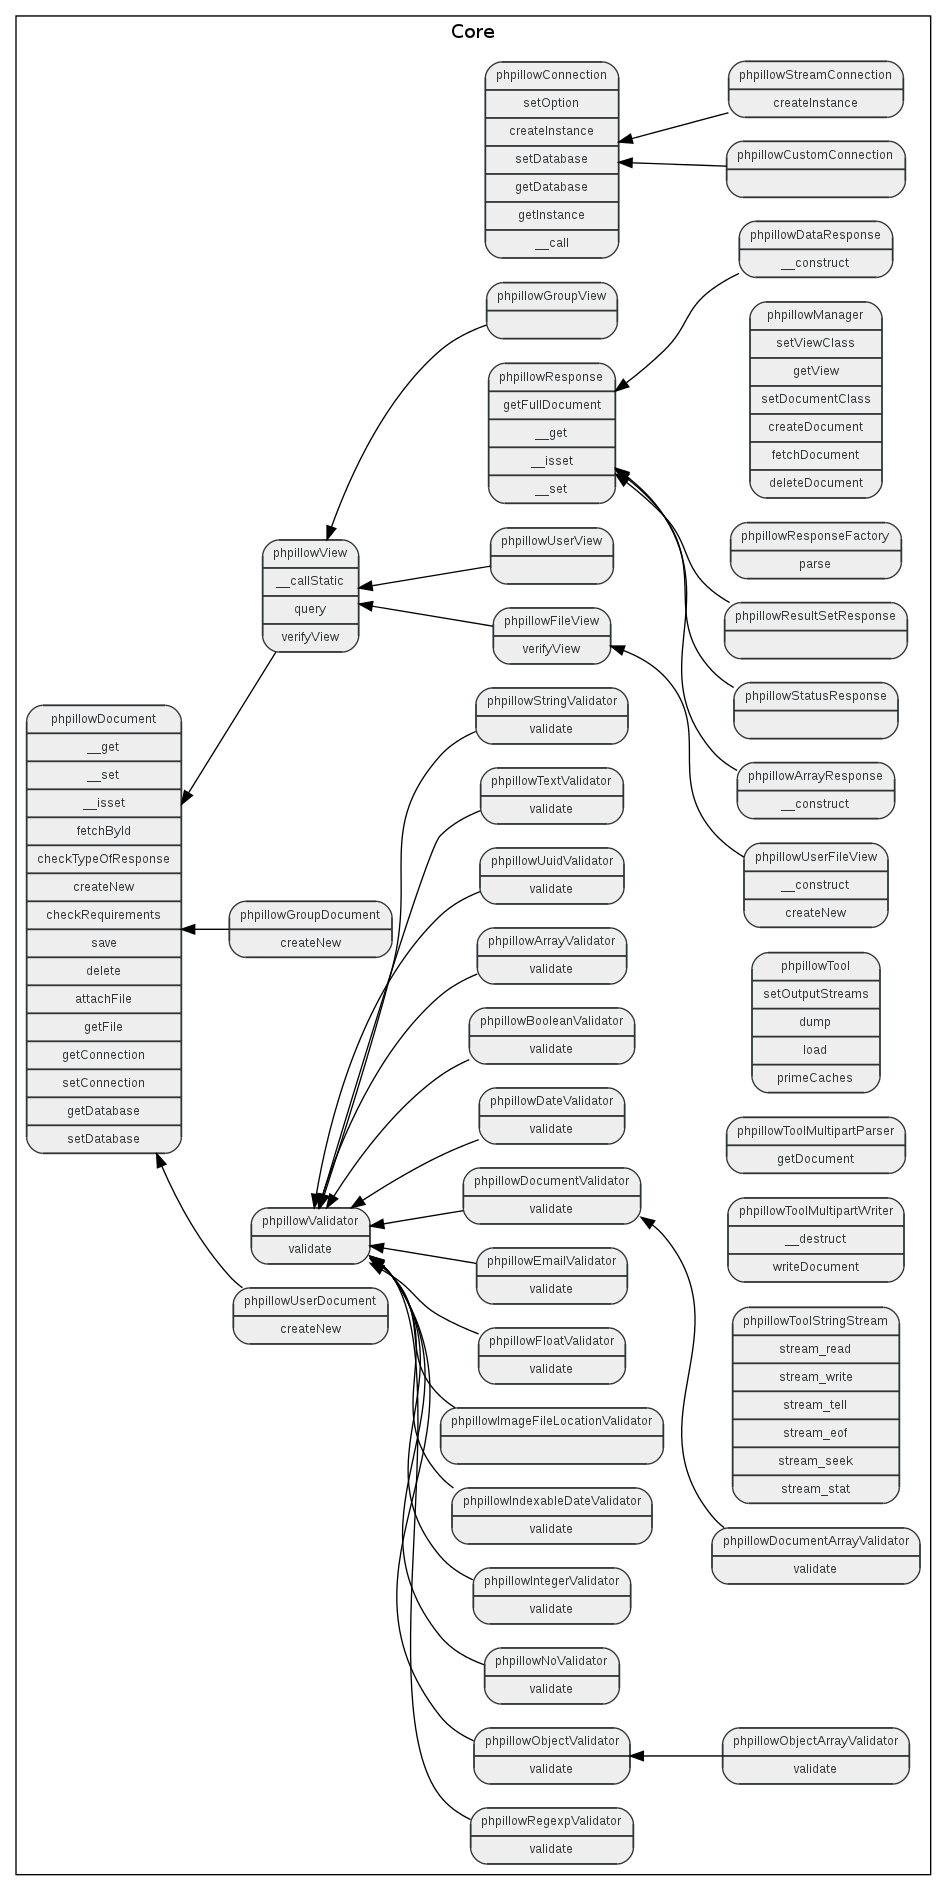 Core
phpillowConnection
setOption
createInstance
setDatabase
getDatabase
getInstance
__call
phpillowStreamConnection
createInstance
phpillowCustomConnection
phpillowDataResponse
__construct
phpillowGroupView
phpillowManager
setViewClass
getView
setDocumentClass
createDocument
fetchDocument
deleteDocument
phpillowResponse
getFullDocument
__get
__isset
__set
phpillowResponseFactory
parse
phpillowView
__callStatic
query
verifyView
phpillowUserView
phpillowFileView
verifyView
phpillowResultSetResponse
phpillowStatusResponse
phpillowArrayResponse
__construct
phpillowDocument
__get
__set
__isset
fetchById
checkTypeOfResponse
createNew
checkRequirements
save
delete
attachFile
getFile
getConnection
setConnection
getDatabase
setDatabase
phpillowGroupDocument
createNew
phpillowStringValidator
validate
phpillowTextValidator
validate
phpillowUuidValidator
validate
phpillowArrayValidator
validate
phpillowBooleanValidator
validate
phpillowDateValidator
validate
phpillowUserFileView
__construct
createNew
phpillowTool
setOutputStreams
dump
load
primeCaches
phpillowToolMultipartParser
getDocument
phpillowDocumentValidator
validate
phpillowToolMultipartWriter
__destruct
writeDocument
phpillowValidator
validate
phpillowUserDocument
createNew
phpillowEmailValidator
validate
phpillowFloatValidator
validate
phpillowToolStringStream
stream_read
stream_write
stream_tell
stream_eof
stream_seek
stream_stat
phpillowImageFileLocationValidator
phpillowIndexableDateValidator
validate
phpillowDocumentArrayValidator
validate
phpillowIntegerValidator
validate
phpillowNoValidator
validate
phpillowObjectValidator
validate
phpillowObjectArrayValidator
validate
phpillowRegexpValidator
validate